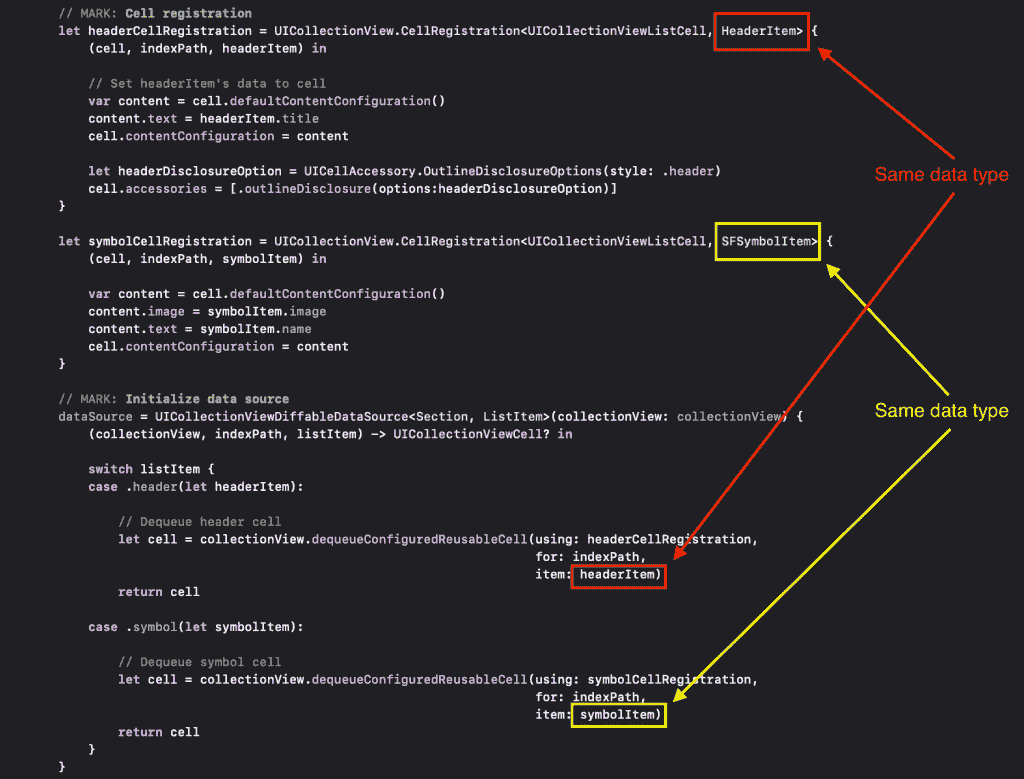 // MARK: Cell registration
let headerCellRegistration = UICollectionView.CellRegistration<UICollectionViewListCell, HeaderItem> {
    (cell, indexPath, headerItem) in
    // Set headerItem's data to cell
    var content = cell.defaultContentConfiguration()
    content.text = headerItem.title
    cell.contentConfiguration = content
    let headerDisclosureOption = UICellAccessory.OutlineDisclosureOptions(style: .header)
    cell.accessories = [.outlineDisclosure(options:headerDisclosureOption)]
}
Same data type
let symbolCellRegistration = UICollectionView.CellRegistration<UICollectionViewListCell, SFSymbolItem> {
    (cell, indexPath, symbolItem) in
    var content = cell.defaultContentConfiguration()
    content.image = symbolItem.image
    content.text = symbolItem.name
    cell.contentConfiguration = content
}
// MARK: Initialize data source
dataSource = UICollectionViewDiffableDataSource<Section, ListItem>(collectionView: collectionView) {
    (collectionView, indexPath, listItem) -> UICollectionViewCell? in
Same data type
    switch listItem {
    case .header(let headerItem):
        // Dequeue header cell
        let cell = collectionView.dequeueConfiguredReusableCell(using: headerCellRegistration,
                                                                for: indexPath,
                                                                item: headerItem)
        return cell
    case .symbol(let symbolItem):
        // Dequeue symbol cell
        let cell = collectionView.dequeueConfiguredReusableCell(using: symbolCellRegistration,
                                                                for: indexPath,
                                                                item: symbolItem)
        return cell
    }
}